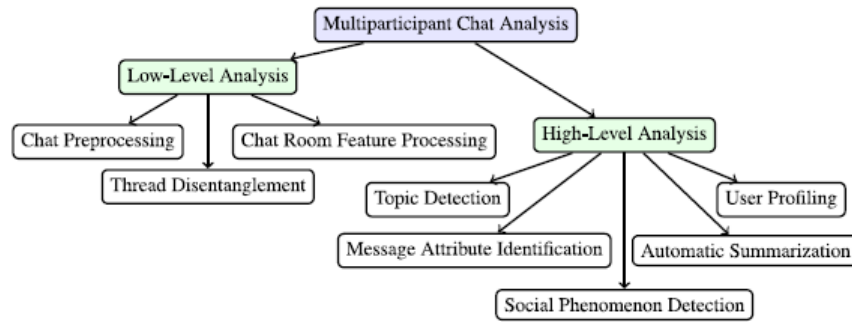 Multiparticipant Chat Analysis
Low-Level Analysis
Chat Preprocessing
Chat Room Feature Processing
Thread Disentanglement
High-Level Analysis
Topic Detection
User Profiling
Message Attribute Identification
Automatic Summarization
Social Phenomenon Detection